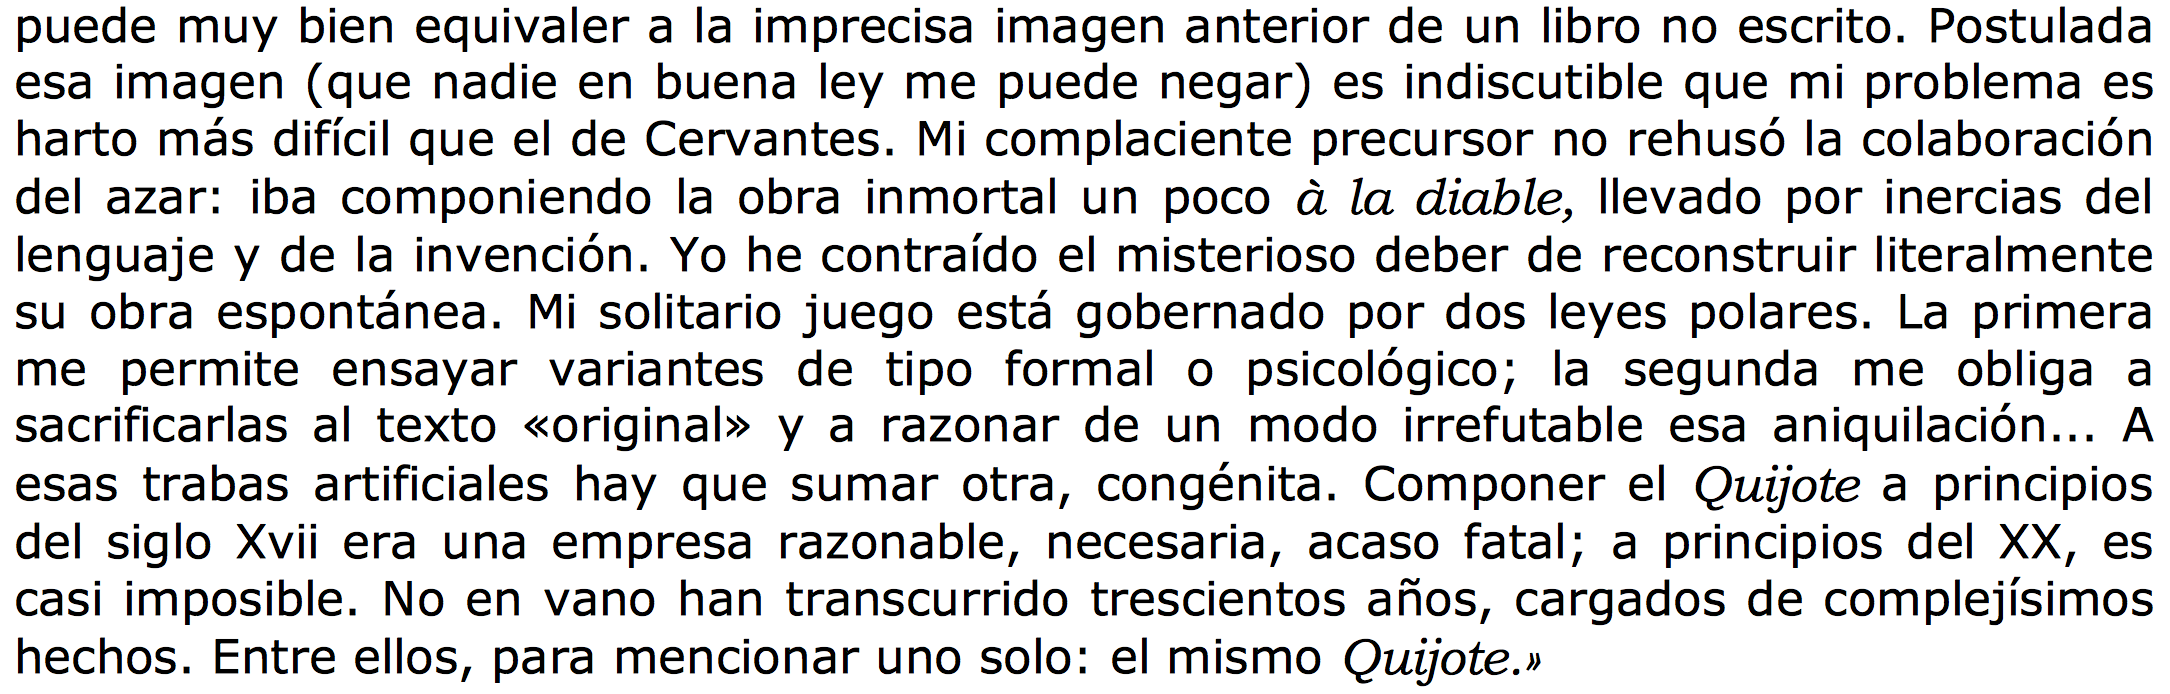 puede muy bien equivaler a la imprecisa imagen anterior de un libro no escrito. Postulada
esa imagen (que nadie en buena ley me puede negar) es indiscutible que mi problema es
harto más difícil que el de Cervantes. Mi complaciente precursor no rehusó la colaboración
del azar: iba componiendo la obra inmortal un poco à la diable, llevado por inercias del
lenguaje y de la invención. Yo he contraído el misterioso deber de reconstruir literalmente
su obra espontánea. Mi solitario juego está gobernado por dos leyes polares. La primera
me permite ensayar variantes de tipo formal o psicológico; la segunda me obliga a
sacrificarlas al texto «original» y a razonar de un modo irrefutable esa aniquilación... A
esas trabas artificiales hay que sumar otra, congénita. Componer el Quijote a principios
del siglo Xvii era una empresa razonable, necesaria, acaso fatal; a principios del XX, es
casi imposible. No en vano han transcurrido trescientos años, cargados de complejísimos
hechos. Entre ellos, para mencionar uno solo: el mismo Quijote.»